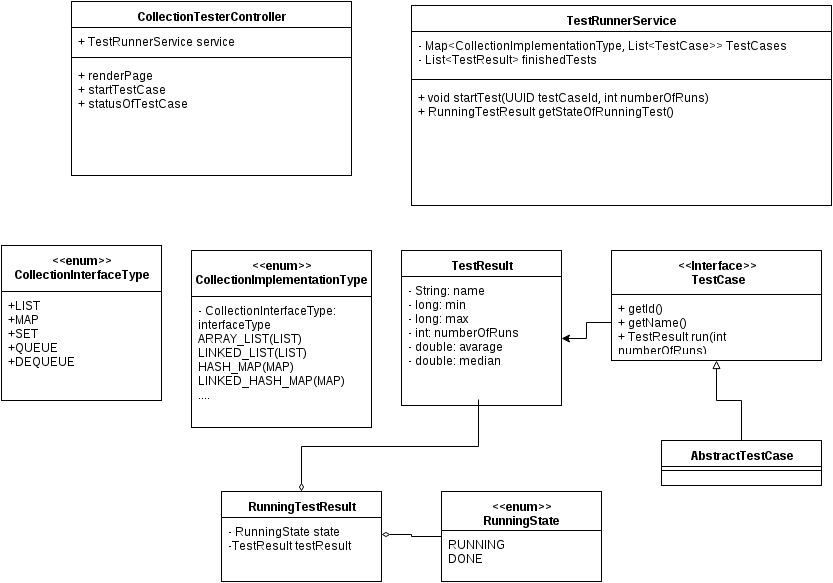 CollectionTesterController
+ TestRunnerService service
+ renderPage
+ startTestCase
+ statusOfTestCase
TestRunnerService
- Map<CollectionImplementationType, List<TestCase>> TestCases
- List<TestResult> finishedTests
+ void startTest(UUID testCaseId, int numberOfRuns)
+ RunningTestResult getStateOfRunningTest()
<<enum>>
CollectionInterfaceType
+LIST
+MAP
+SET
+QUEUE
+DEQUEUE
<<enum>>
CollectionImplementationType
- CollectionInterfaceType:
interfaceType
ARRAY_LIST(LIST)
LINKED_LIST(LIST)
HASH_MAP(MAP)
LINKED_HASH_MAP(MAP)
....
TestResult
- String: name
- long: min
- long: max
- int: numberOfRuns
- double: avarage
- double: median
<<Interface>>
TestCase
+ getId()
+ getName()
+ TestResult run(int
numberOfRuns)
AbstractTestCase
RunningTestResult
- RunningState state
-TestResult testResult
<<enum>>
RunningState
RUNNING
DONE